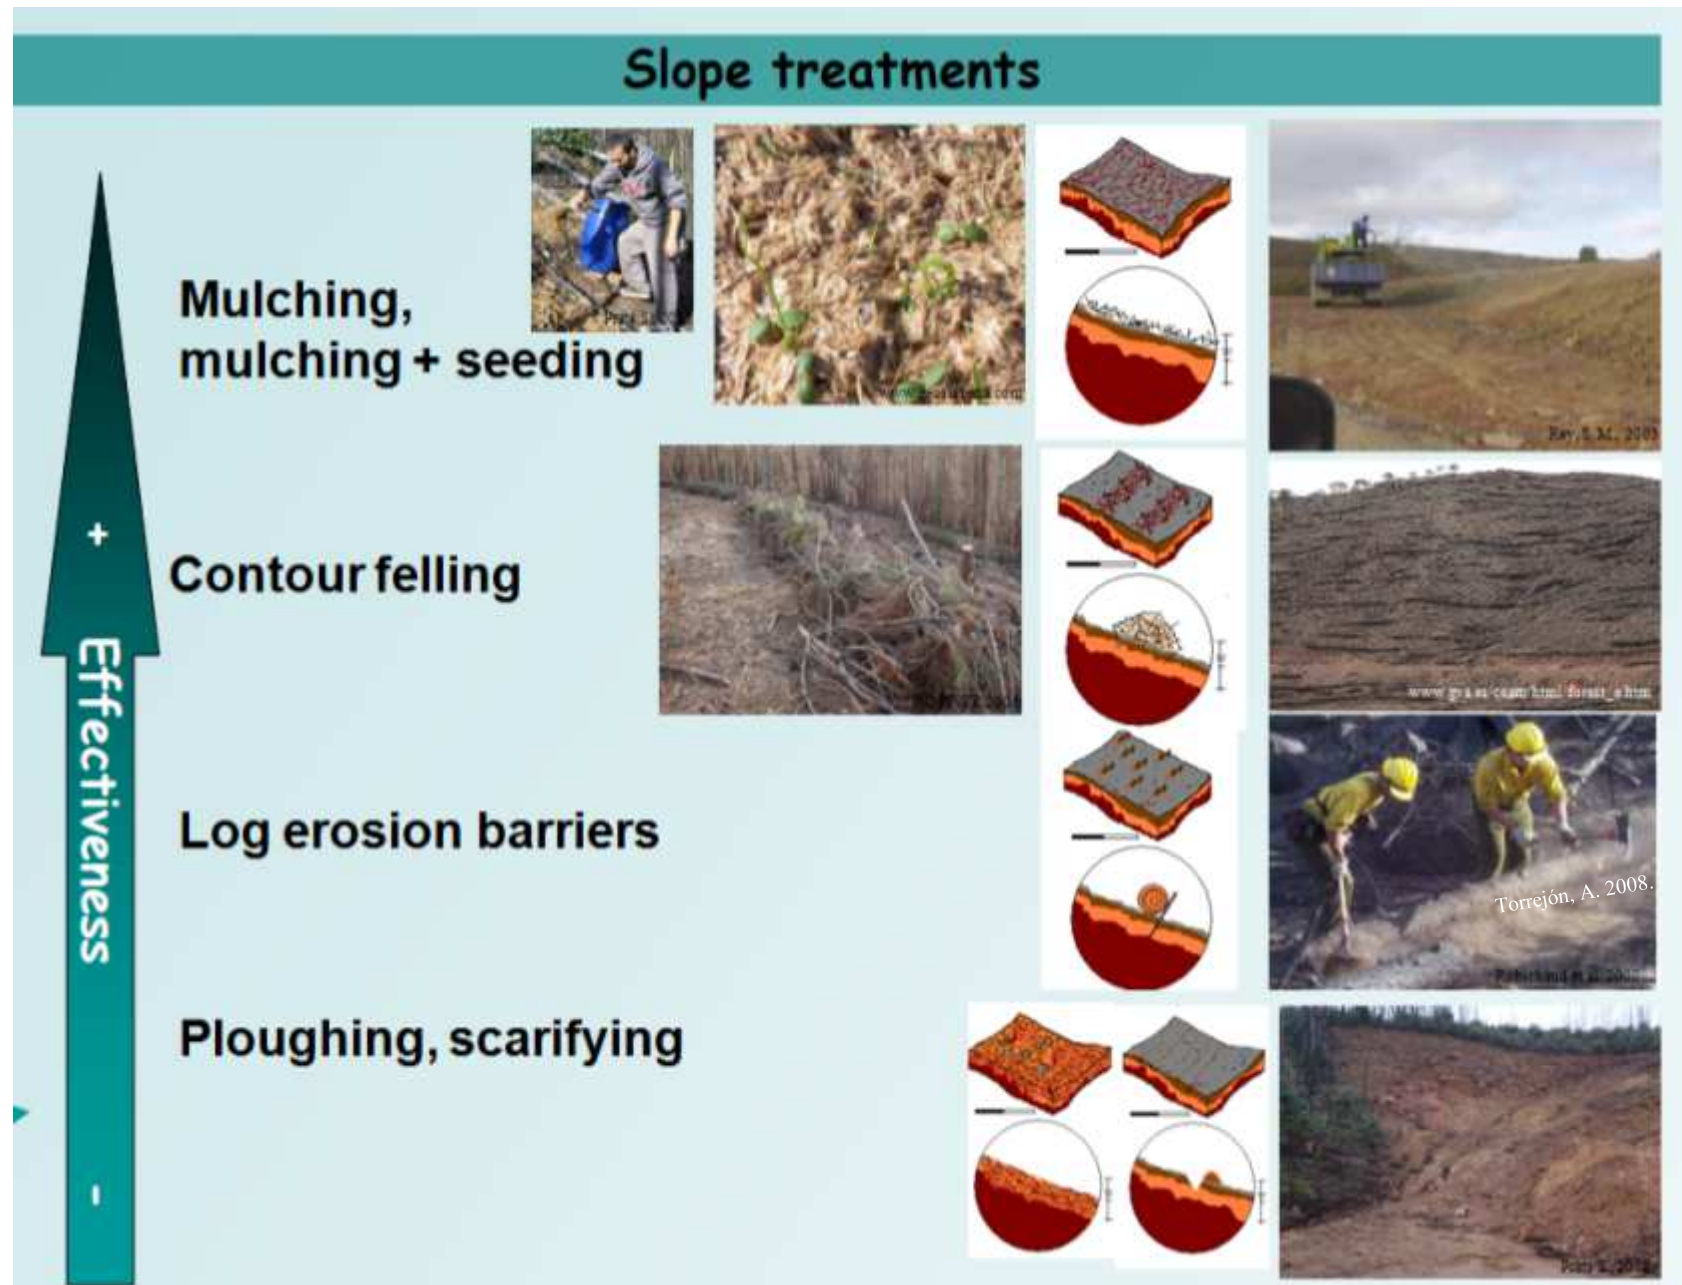 Slope treatments
Mulching,
mulching + seeding
Contour felling
Log erosion barriers
Ploughing, scarifying
+
Effectiveness
-
Torrejón, A. 2008.